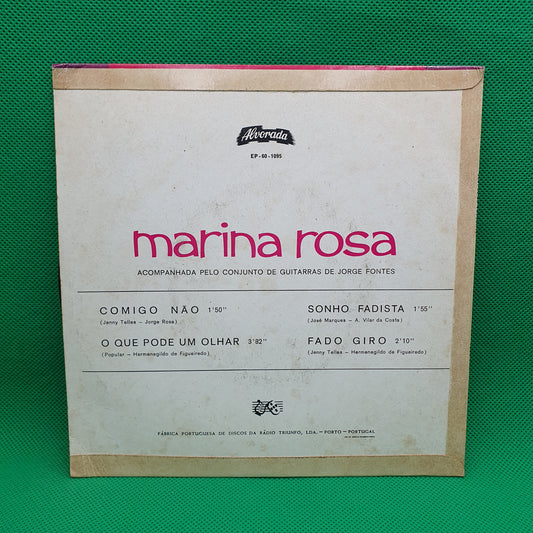 Alvorada
EP - 60 - 1095
marina rosa
ACOMPANHADA PELO CONJUNTO DE GUITARRAS DE JORGE FONTES
COMIGO NÃO 1'50''
(Jenny Telles – Jorge Rosa)
O QUE PODE UM OLHAR 3'82''
(Popular – Hermenegildo de Figueiredo)
SONHO FADISTA 1'55''
(José Marques – A. Vilar da Costa)
FADO GIRO 2'10''
(Jenny Telles – Hermenegildo de Figueiredo)
FÁBRICA PORTUGUESA DE DISCOS DA RÁDIO TRIUNFO, LDA. – PORTO – PORTUGAL